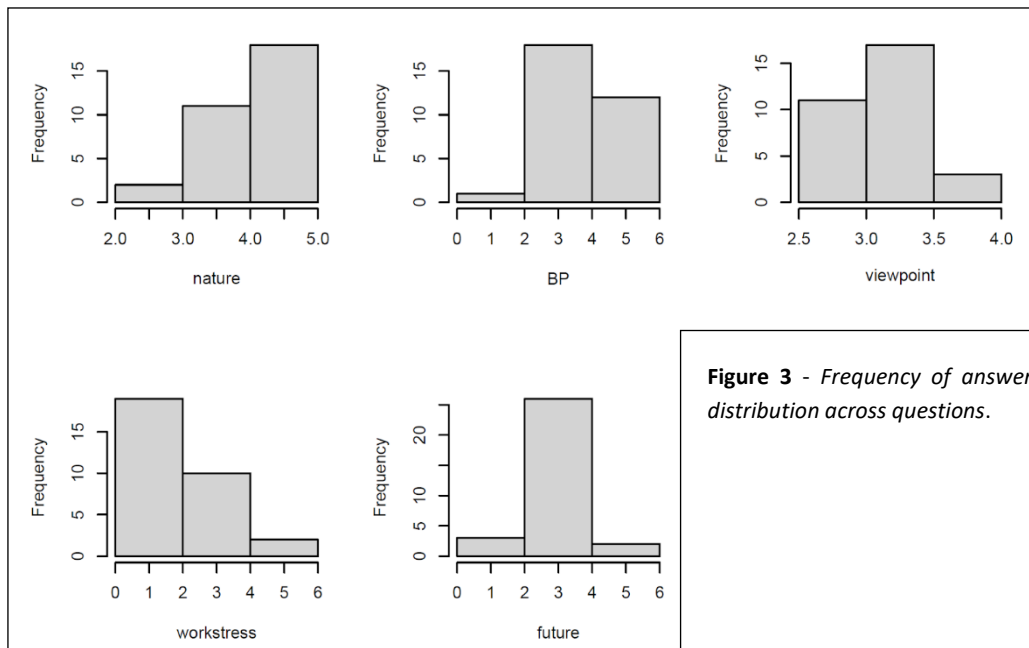 Frequency
15
10
5
0
2.0 3.0 4.0 5.0
nature
Frequency
15
10
5
0
0 1 2 3 4 5 6
BP
Frequency
15
10
5
0
2.5 3.0 3.5 4.0
viewpoint
Frequency
15
10
5
0
0 1 2 3 4 5 6
workstress
Frequency
20
10
5
0
0 1 2 3 4 5 6
future
Figure 3 - Frequency of answer
distribution across questions.